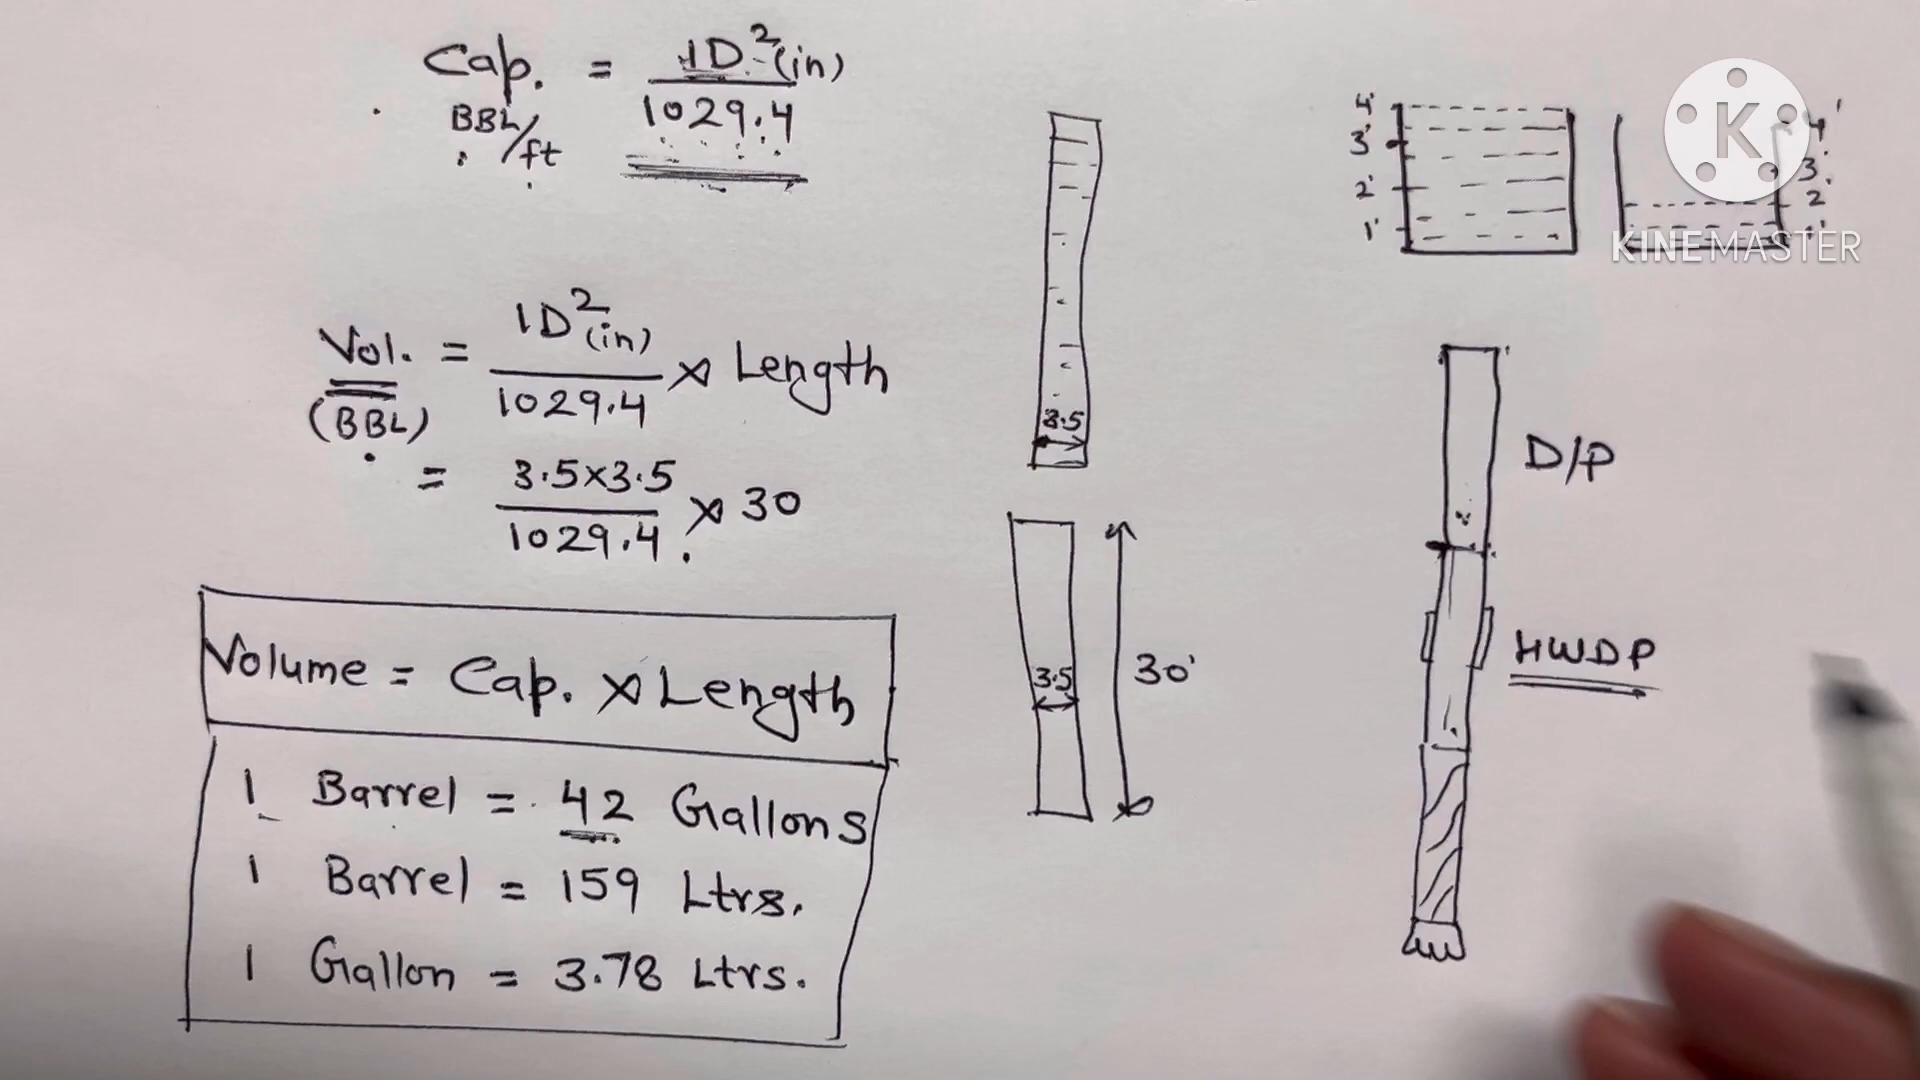 Cap. = ID²(in) / 1029.4
BBL/ft
Vol. = ID²(in) / 1029.4 × Length
(BBL)
= 3.5×3.5 / 1029.4 × 30
Volume = Cap. × Length
1 Barrel = 42 Gallons
1 Barrel = 159 Ltrs.
1 Gallon = 3.78 Ltrs.
3.5
3.5
30'
4'
3'
2'
1'
4'
3'
2'
1'
K
KINEMASTER
D/P
HWDP